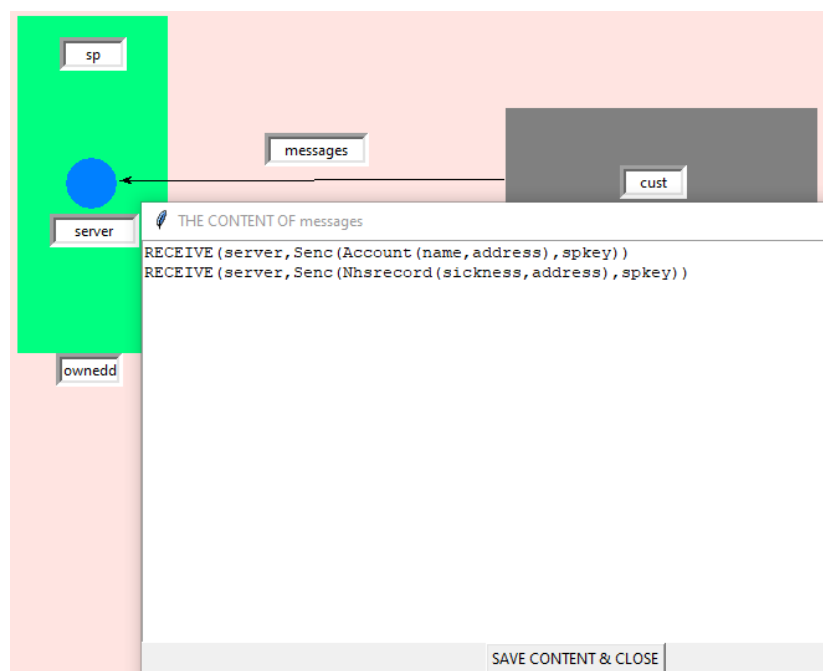 sp
messages
cust
server
THE CONTENT OF messages
RECEIVE(server,Senc(Account(name,address),spkey))
RECEIVE(server,Senc(Nhsrecord(sickness,address),spkey))
ownedd
SAVE CONTENT & CLOSE